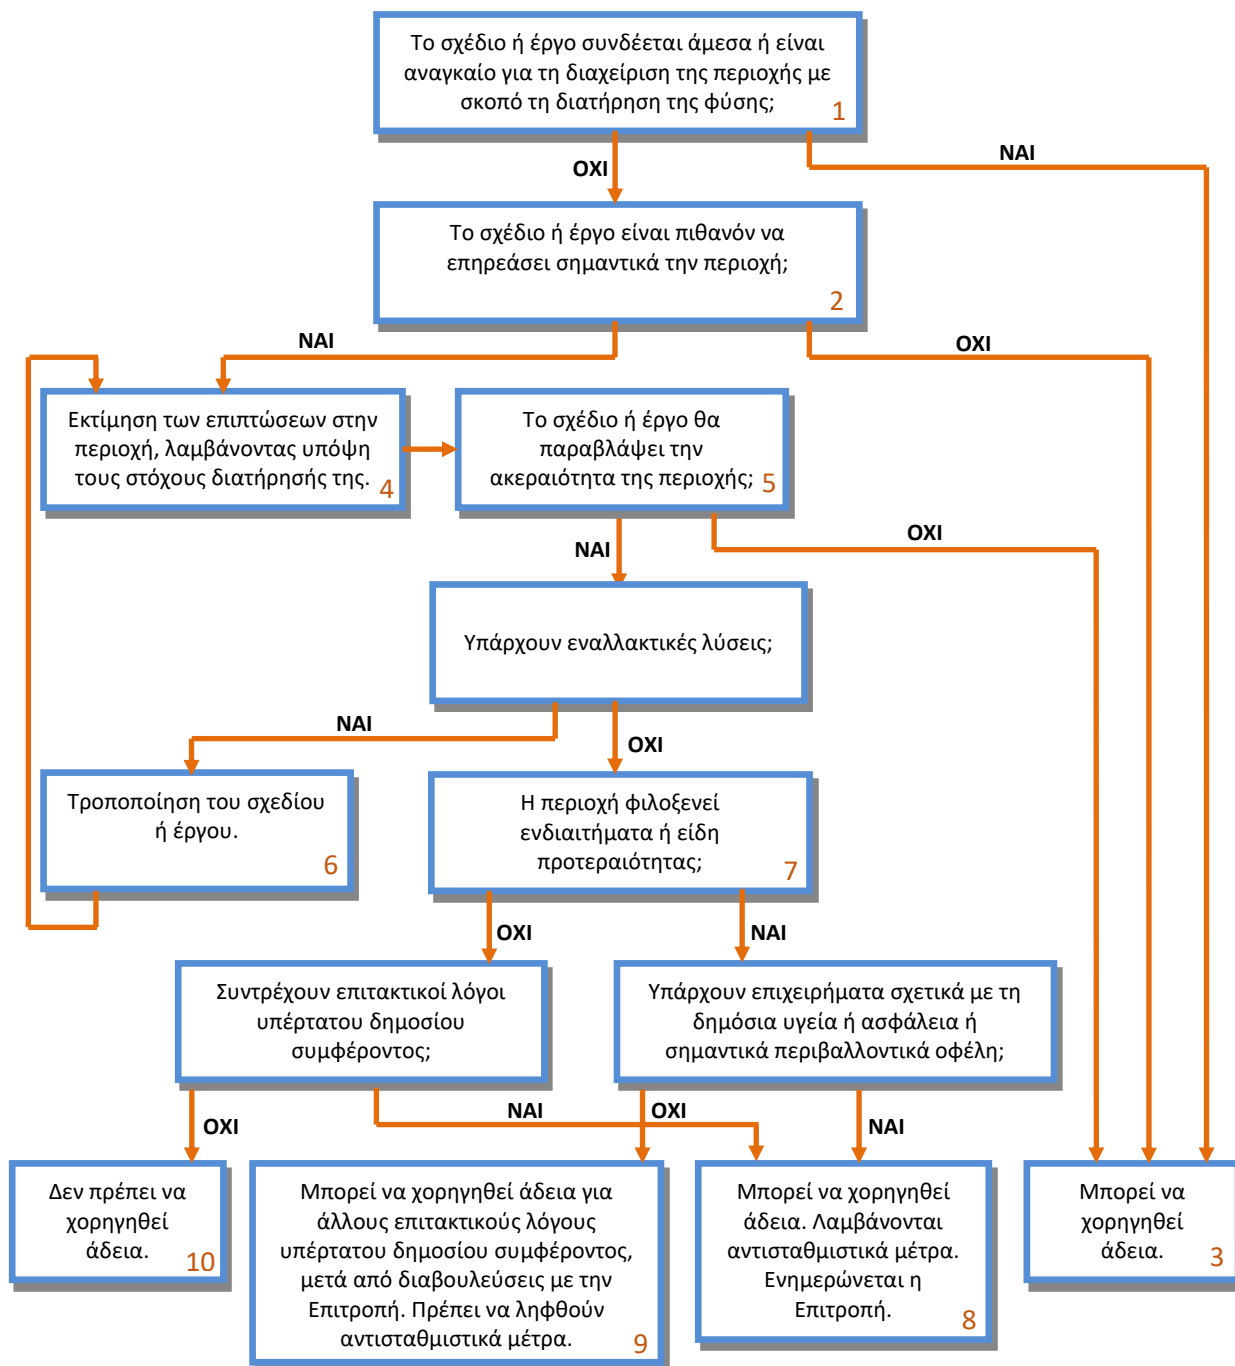 Το σχέδιο ή έργο συνδέεται άμεσα ή είναι
αναγκαίο για τη διαχείριση της περιοχής με
σκοπό τη διατήρηση της φύσης;
1
ΟΧΙ
ΝΑΙ
Το σχέδιο ή έργο είναι πιθανόν να
επηρεάσει σημαντικά την περιοχή;
2
ΝΑΙ
ΟΧΙ
Εκτίμηση των επιπτώσεων στην
περιοχή, λαμβάνοντας υπόψη
τους στόχους διατήρησής της.
4
Το σχέδιο ή έργο θα
παραβλάψει την
ακεραιότητα της περιοχής;
5
ΝΑΙ
ΟΧΙ
Υπάρχουν εναλλακτικές λύσεις;
ΝΑΙ
ΟΧΙ
Τροποποίηση του σχεδίου
ή έργου.
6
Η περιοχή φιλοξενεί
ενδιαιτήματα ή είδη
προτεραιότητας;
7
ΟΧΙ
ΝΑΙ
Συντρέχουν επιτακτικοί λόγοι
υπέρτατου δημοσίου
συμφέροντος;
Υπάρχουν επιχειρήματα σχετικά με τη
δημόσια υγεία ή ασφάλεια ή
σημαντικά περιβαλλοντικά οφέλη;
ΟΧΙ
ΝΑΙ
ΟΧΙ
ΝΑΙ
Δεν πρέπει να
χορηγηθεί
άδεια.
10
Μπορεί να χορηγηθεί άδεια για
άλλους επιτακτικούς λόγους
υπέρτατου δημοσίου συμφέροντος,
μετά από διαβουλεύσεις με την
Επιτροπή. Πρέπει να ληφθούν
αντισταθμιστικά μέτρα.
9
Μπορεί να χορηγηθεί
άδεια. Λαμβάνονται
αντισταθμιστικά μέτρα.
Ενημερώνεται η
Επιτροπή.
8
Μπορεί να
χορηγηθεί
άδεια.
3